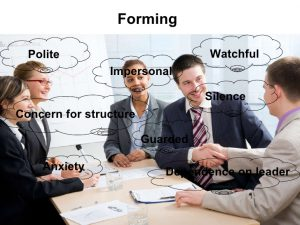 Forming
Polite
Watchful
Impersonal
Silence
Concern for structure
Guarded
Anxiety
Dependence on leader